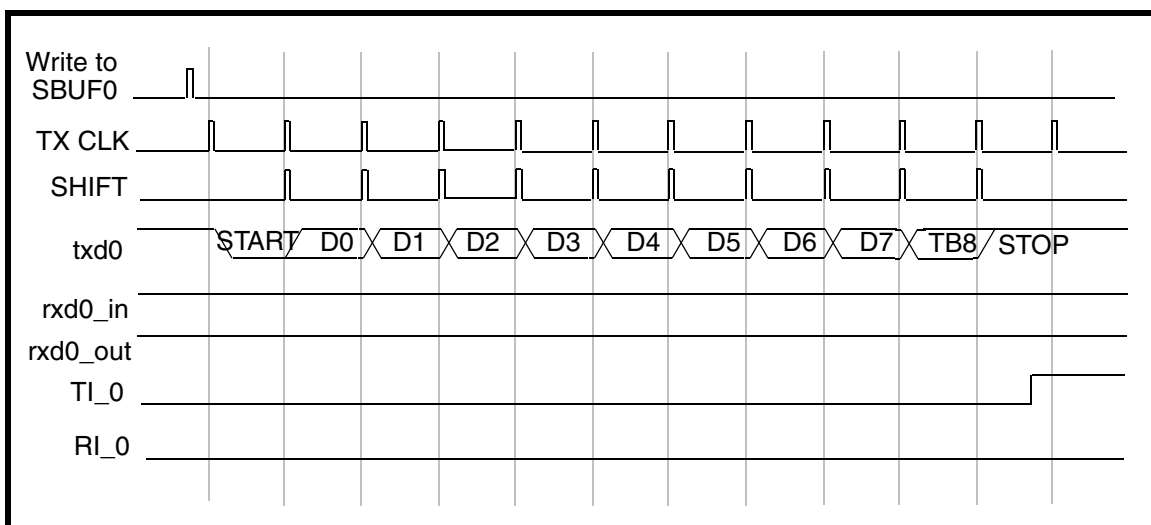 Write to
SBUF0
TX CLK
SHIFT
txd0
START D0 D1 D2 D3 D4 D5 D6 D7 TB8 STOP
rxd0_in
rxd0_out
TI_0
RI_0